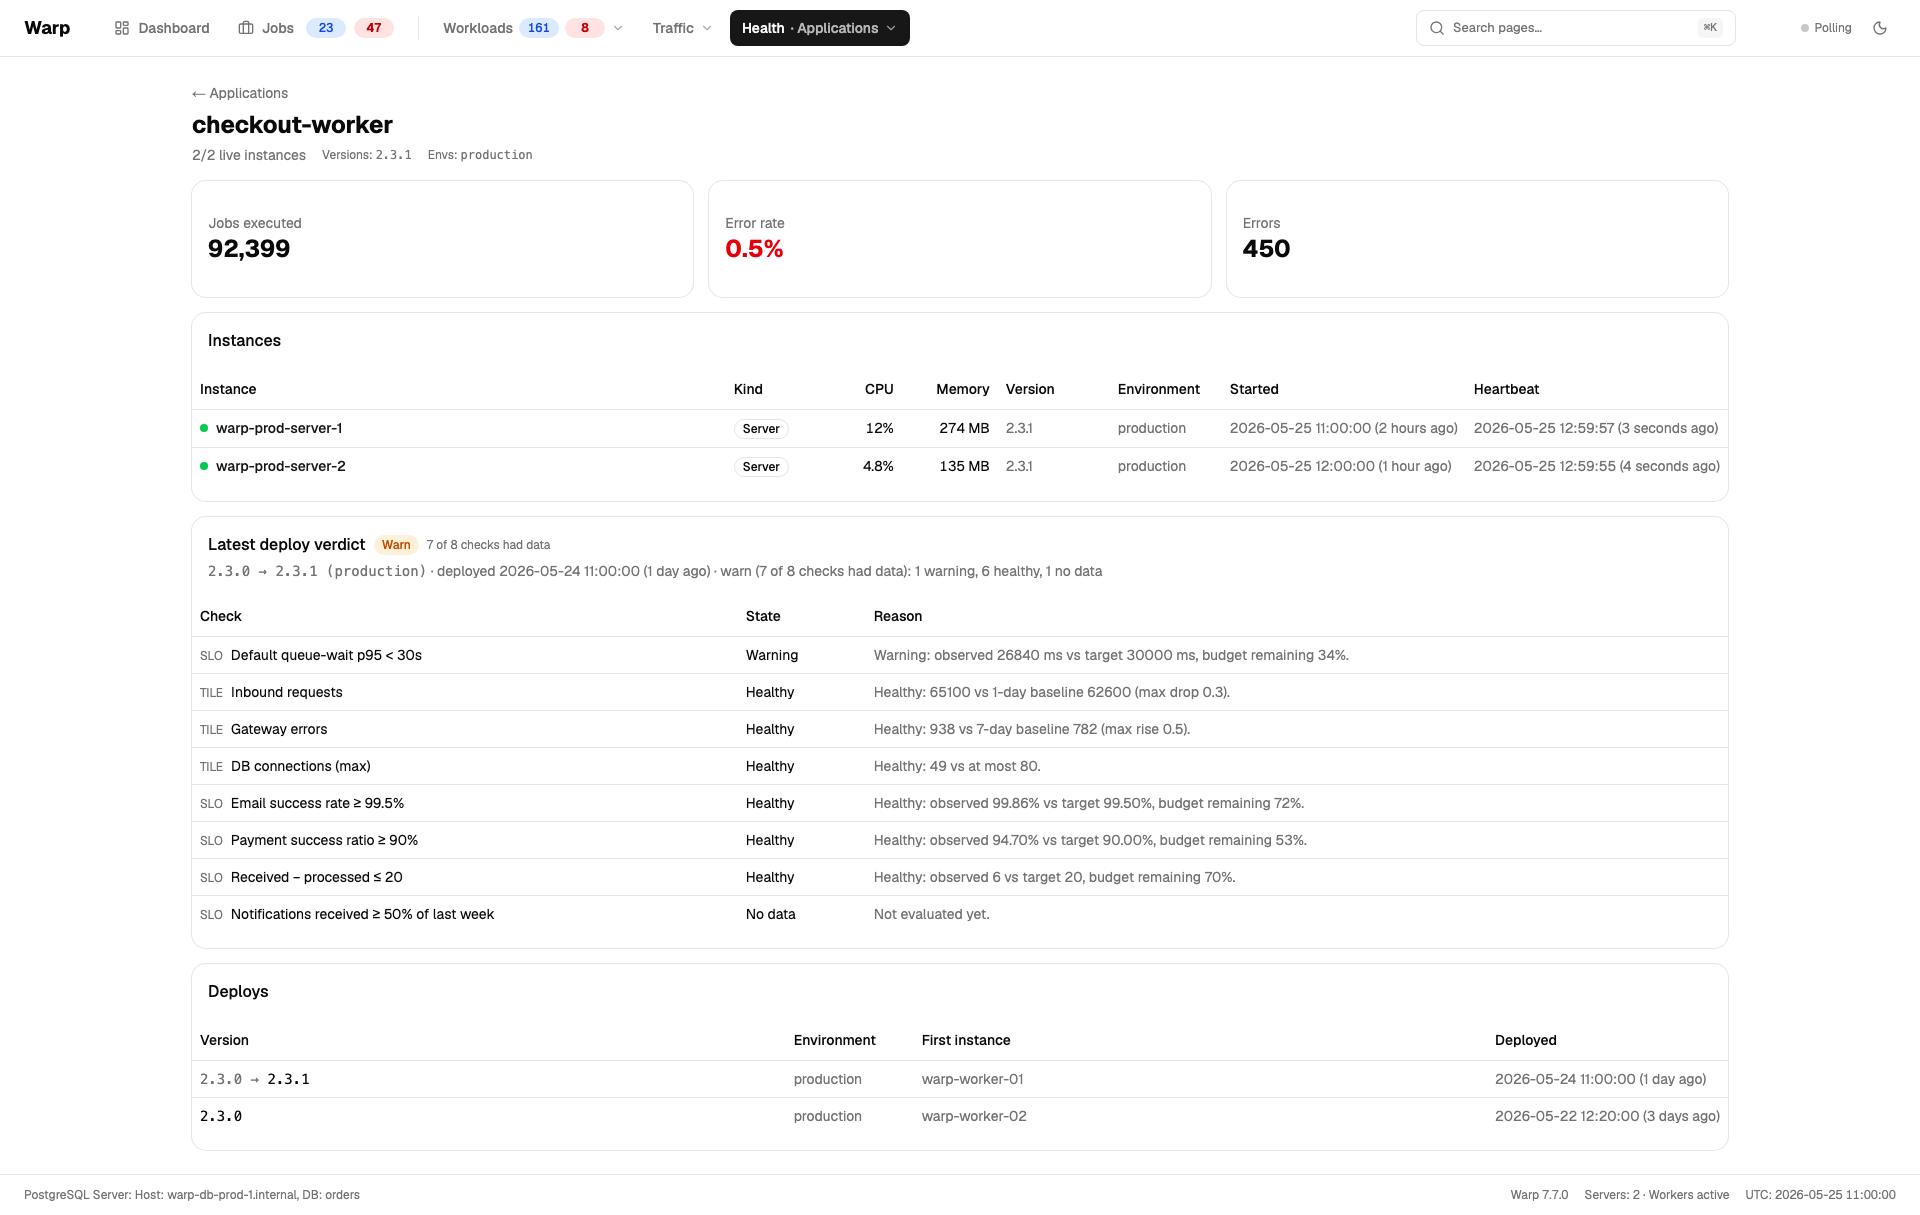 Warp
Dashboard
Jobs 23 47
Workloads 161 8
Traffic
Health · Applications
Search pages... ⌘K
Polling
← Applications
checkout-worker
2/2 live instances Versions: 2.3.1 Envs: production
Jobs executed
92,399
Error rate
0.5%
Errors
450
Instances
Instance Kind CPU Memory Version Environment Started Heartbeat
warp-prod-server-1 Server 12% 274 MB 2.3.1 production 2026-05-25 11:00:00 (2 hours ago) 2026-05-25 12:59:57 (3 seconds ago)
warp-prod-server-2 Server 4.8% 135 MB 2.3.1 production 2026-05-25 12:00:00 (1 hour ago) 2026-05-25 12:59:55 (4 seconds ago)
Latest deploy verdict Warn 7 of 8 checks had data
2.3.0 → 2.3.1 (production) · deployed 2026-05-24 11:00:00 (1 day ago) · warn (7 of 8 checks had data): 1 warning, 6 healthy, 1 no data
Check State Reason
SLO Default queue-wait p95 < 30s Warning Warning: observed 26840 ms vs target 30000 ms, budget remaining 34%.
TILE Inbound requests Healthy Healthy: 65100 vs 1-day baseline 62600 (max drop 0.3).
TILE Gateway errors Healthy Healthy: 938 vs 7-day baseline 782 (max rise 0.5).
TILE DB connections (max) Healthy Healthy: 49 vs at most 80.
SLO Email success rate ≥ 99.5% Healthy Healthy: observed 99.86% vs target 99.50%, budget remaining 72%.
SLO Payment success ratio ≥ 90% Healthy Healthy: observed 94.70% vs target 90.00%, budget remaining 53%.
SLO Received – processed ≤ 20 Healthy Healthy: observed 6 vs target 20, budget remaining 70%.
SLO Notifications received ≥ 50% of last week No data Not evaluated yet.
Deploys
Version Environment First instance Deployed
2.3.0 → 2.3.1 production warp-worker-01 2026-05-24 11:00:00 (1 day ago)
2.3.0 production warp-worker-02 2026-05-22 12:20:00 (3 days ago)
PostgreSQL Server: Host: warp-db-prod-1.internal, DB: orders
Warp 7.7.0 Servers: 2 · Workers active UTC: 2026-05-25 11:00:00